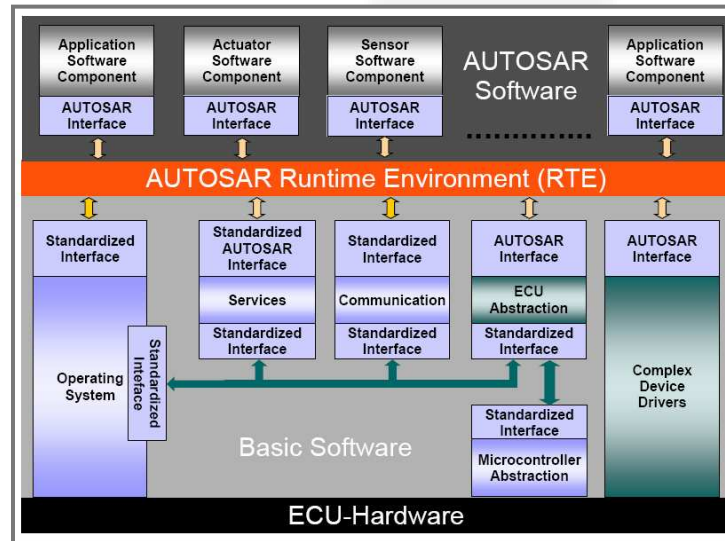 Application
Software
Component
AUTOSAR
Interface
Actuator
Software
Component
AUTOSAR
Interface
Sensor
Software
Component
AUTOSAR
Interface
AUTOSAR
Software
..............
Application
Software
Component
AUTOSAR
Interface
AUTOSAR Runtime Environment (RTE)
Standardized
Interface
Operating
System
Standardized
Interface
Standardized
AUTOSAR
Interface
Services
Standardized
Interface
Standardized
Interface
Communication
Standardized
Interface
AUTOSAR
Interface
ECU
Abstraction
Standardized
Interface
Standardized
Interface
Microcontroller
Abstraction
AUTOSAR
Interface
Complex
Device
Drivers
Basic Software
ECU-Hardware